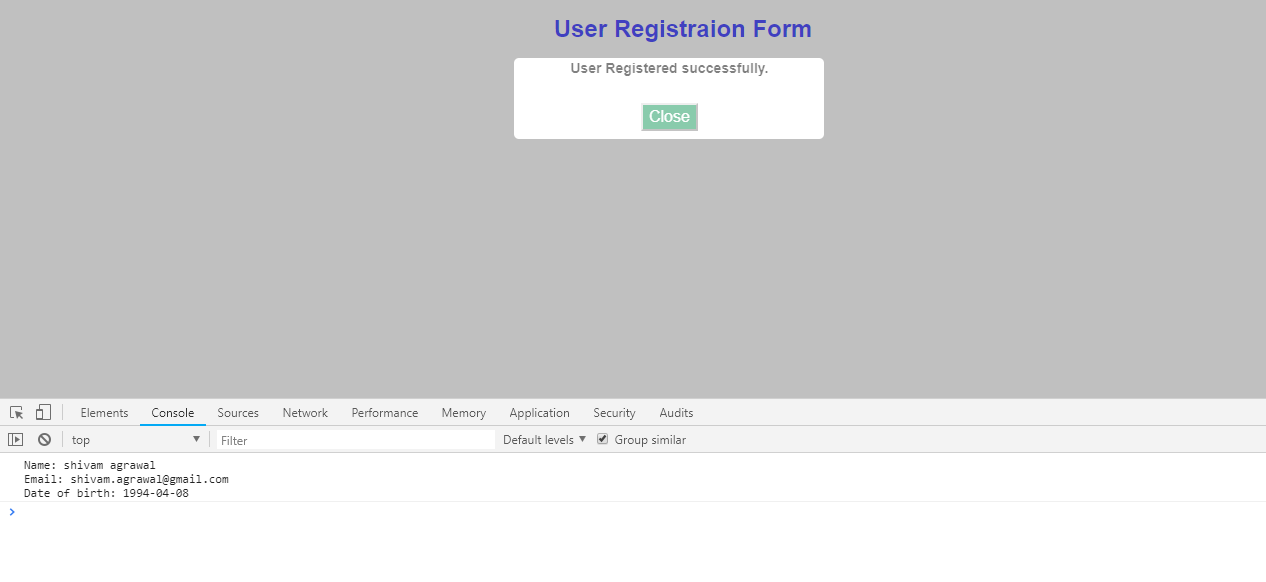 User Registraion Form
User Registered successfully.
Close
Elements Console Sources Network Performance Memory Application Security Audits
top Filter Default levels Group similar
Name: shivam agrawal
Email: shivam.agrawal@gmail.com
Date of birth: 1994-04-08